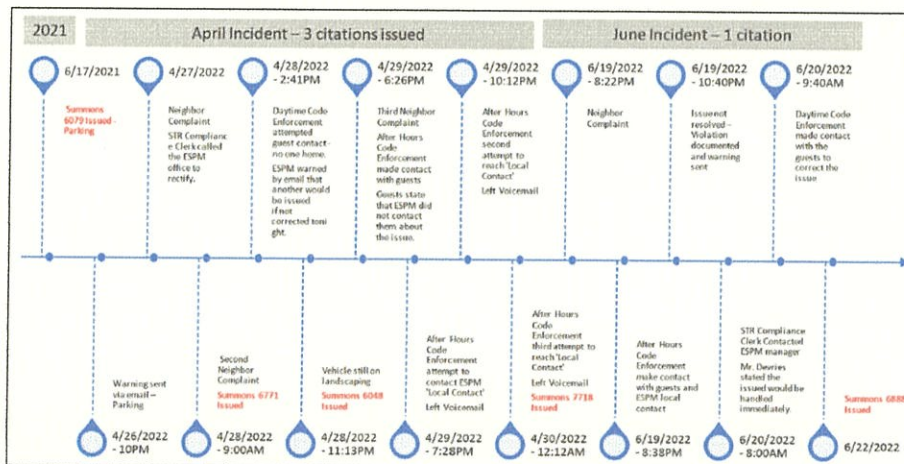 2021
April Incident – 3 citations issued
June Incident – 1 citation
6/17/2021
Summons
6079 Issued -
Parking
4/27/2022
Neighbor
Complaint
STR Complianc
e Clerk called
the ESPM
office to
rectify.
4/28/2022
- 2:41PM
Daytime Code
Enforcement
attempted
guest contact-
no one home.
ESPM warned
by email that
another would
be issued
if not
corrected toni
ght.
4/29/2022
- 6:26PM
Third Neighbor
Complaint
After Hours
Code
Enforcement
made contact
with guests
Guests state
that ESPM did
not contact
them about
the issue.
4/29/2022
- 10:12PM
After Hours
Code
Enforcement
second
attempt to
reach 'Local
Contact'
Left Voicemail
6/19/2022
- 8:22PM
Neighbor
Complaint
6/19/2022
- 10:40PM
Issue not
resolved –
Violation
documented
and warning
sent
6/20/2022
- 9:40AM
Daytime Code
Enforcement
made contact
with the
guests to
correct the
issue
Warning sent
via email –
Parking
4/26/2022
- 10PM
Second
Neighbor
Complaint
Summons 6771
Issued
4/28/2022
- 9:00AM
Vehicle still on
landscaping
Summons 6048
Issued
4/28/2022
- 11:13PM
After Hours
Code
Enforcement
attempt to
contact ESPM
'Local Contact'
Left Voicemail
4/29/2022
- 7:28PM
After Hours
Code
Enforcement
third attempt to
reach 'Local
Contact'
Left Voicemail
Summons 7718
Issued
4/30/2022
- 12:12AM
After Hours
Code
Enforcement
make contact
with guests and
ESPM local
contact
6/19/2022
- 8:38PM
STR Compliance
Clerk Contacted
ESPM manager
Mr. Devries
stated the
issued would be
handled
immediately.
6/20/2022
- 8:00AM
Summons 6888
Issued
6/22/2022